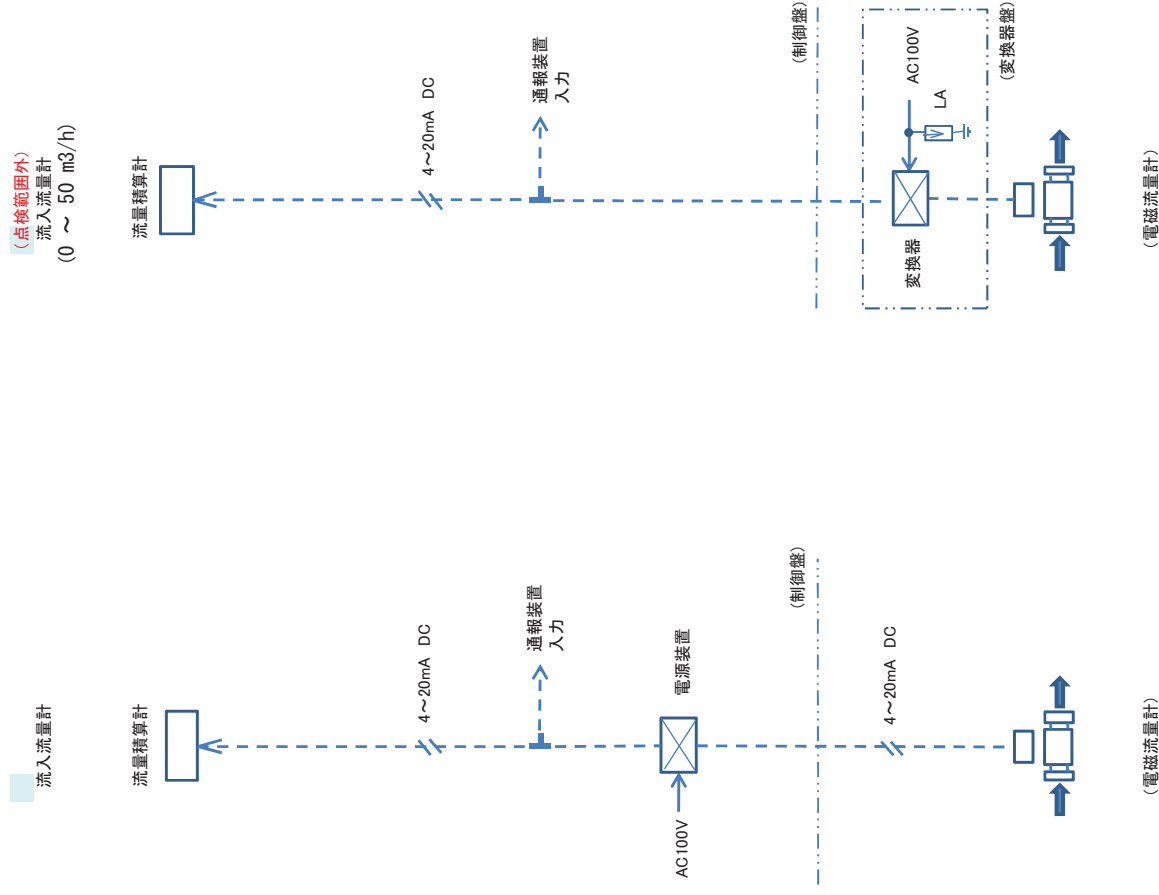 流入流量計
流量積算計
4～20mA DC
通報装置
入力
電源装置
AC100V
(制御盤)
4～20mA DC
(電磁流量計)
(点検範囲外)
流入流量計
(0 ～ 50 m3/h)
流量積算計
4～20mA DC
通報装置
入力
(制御盤)
AC100V
LA
変換器
(変換器盤)
(電磁流量計)